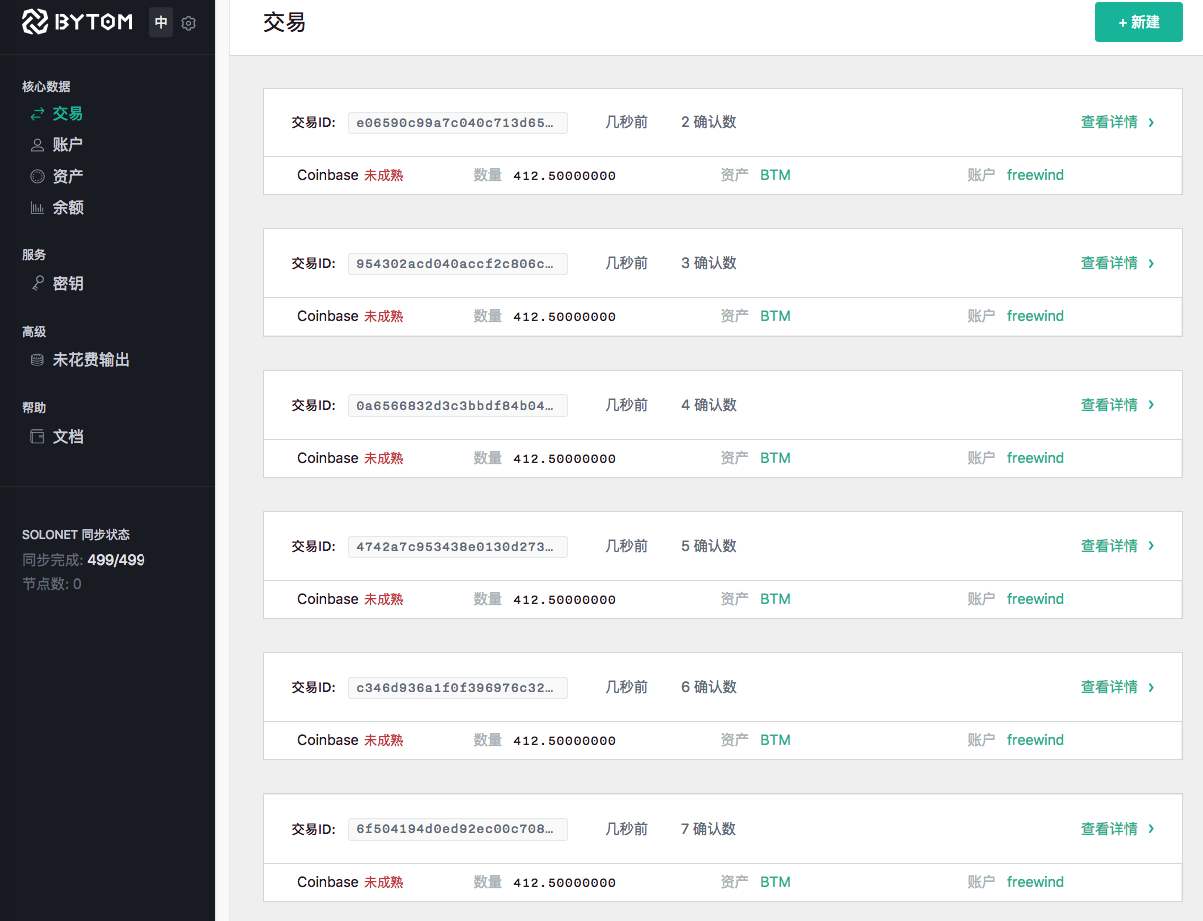 BYTOM 中
核心数据
交易
账户
资产
余额
服务
密钥
高级
未花费输出
帮助
文档
SOLONET 同步状态
同步完成: 499/499
节点数: 0
交易
+ 新建
交易ID: e06590c99a7c040c713d65… 几秒前 2 确认数 查看详情 ›
Coinbase 未成熟 数量 412.50000000 资产 BTM 账户 freewind
交易ID: 954302acd040accf2c806c… 几秒前 3 确认数 查看详情 ›
Coinbase 未成熟 数量 412.50000000 资产 BTM 账户 freewind
交易ID: 0a6566832d3c3bbdf84b04… 几秒前 4 确认数 查看详情 ›
Coinbase 未成熟 数量 412.50000000 资产 BTM 账户 freewind
交易ID: 4742a7c953438e0130d273… 几秒前 5 确认数 查看详情 ›
Coinbase 未成熟 数量 412.50000000 资产 BTM 账户 freewind
交易ID: c346d936a1f0f396976c32… 几秒前 6 确认数 查看详情 ›
Coinbase 未成熟 数量 412.50000000 资产 BTM 账户 freewind
交易ID: 6f504194d0ed92ec00c708… 几秒前 7 确认数 查看详情 ›
Coinbase 未成熟 数量 412.50000000 资产 BTM 账户 freewind